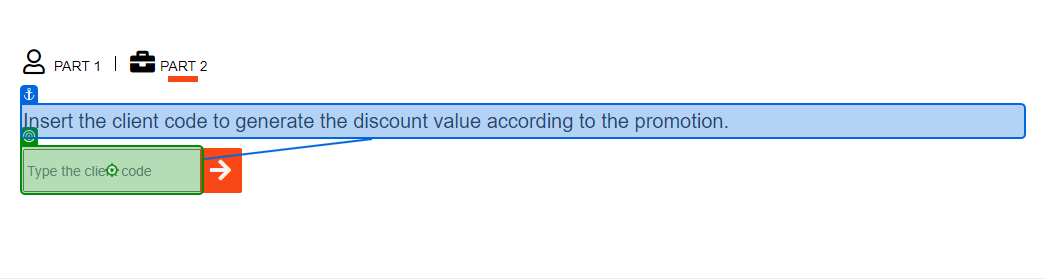 PART 1 | PART 2
Insert the client code to generate the discount value according to the promotion.
Type the client code